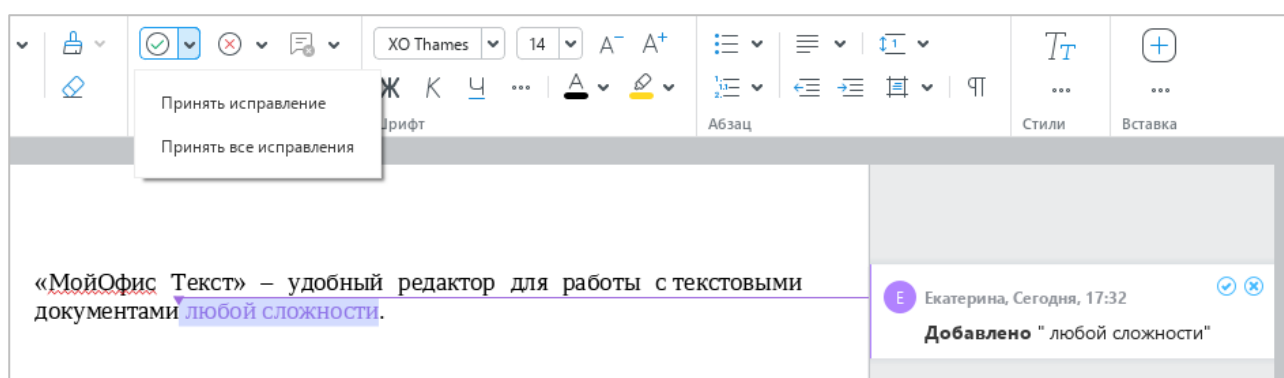 XO Thames 14 A⁻ A⁺
Принять исправление
Принять все исправления
Ж К Ч A
Шрифт Абзац Стили Вставка
«МойОфис Текст» – удобный редактор для работы с текстовыми
документами любой сложности.
Е Екатерина, Сегодня, 17:32
Добавлено " любой сложности"